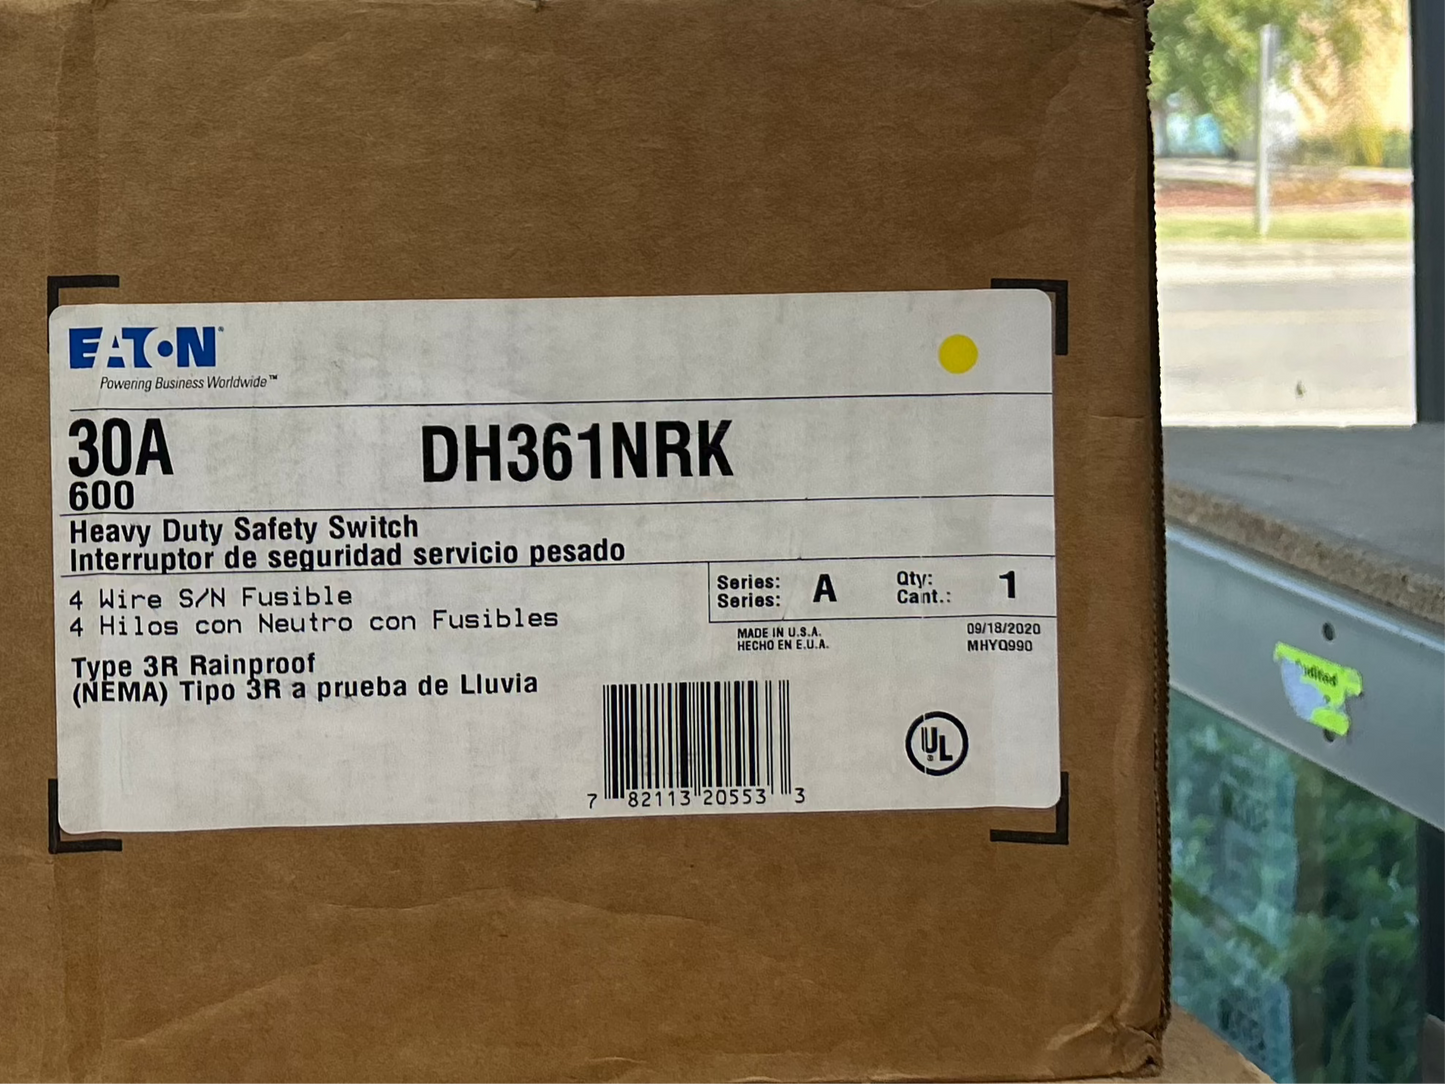 EATON®
Powering Business Worldwide™
30A
DH361NRK
600
Heavy Duty Safety Switch
Interruptor de seguridad servicio pesado
4 Wire S/N Fusible
4 Hilos con Neutro con Fusibles
Series: A Qty: 1
Series: Cant.:
MADE IN U.S.A.
HECHO EN E.U.A.
09/18/2020
MHYQ990
Type 3R Rainproof
(NEMA) Tipo 3R a prueba de Lluvia
UL
7 82113 20553 3